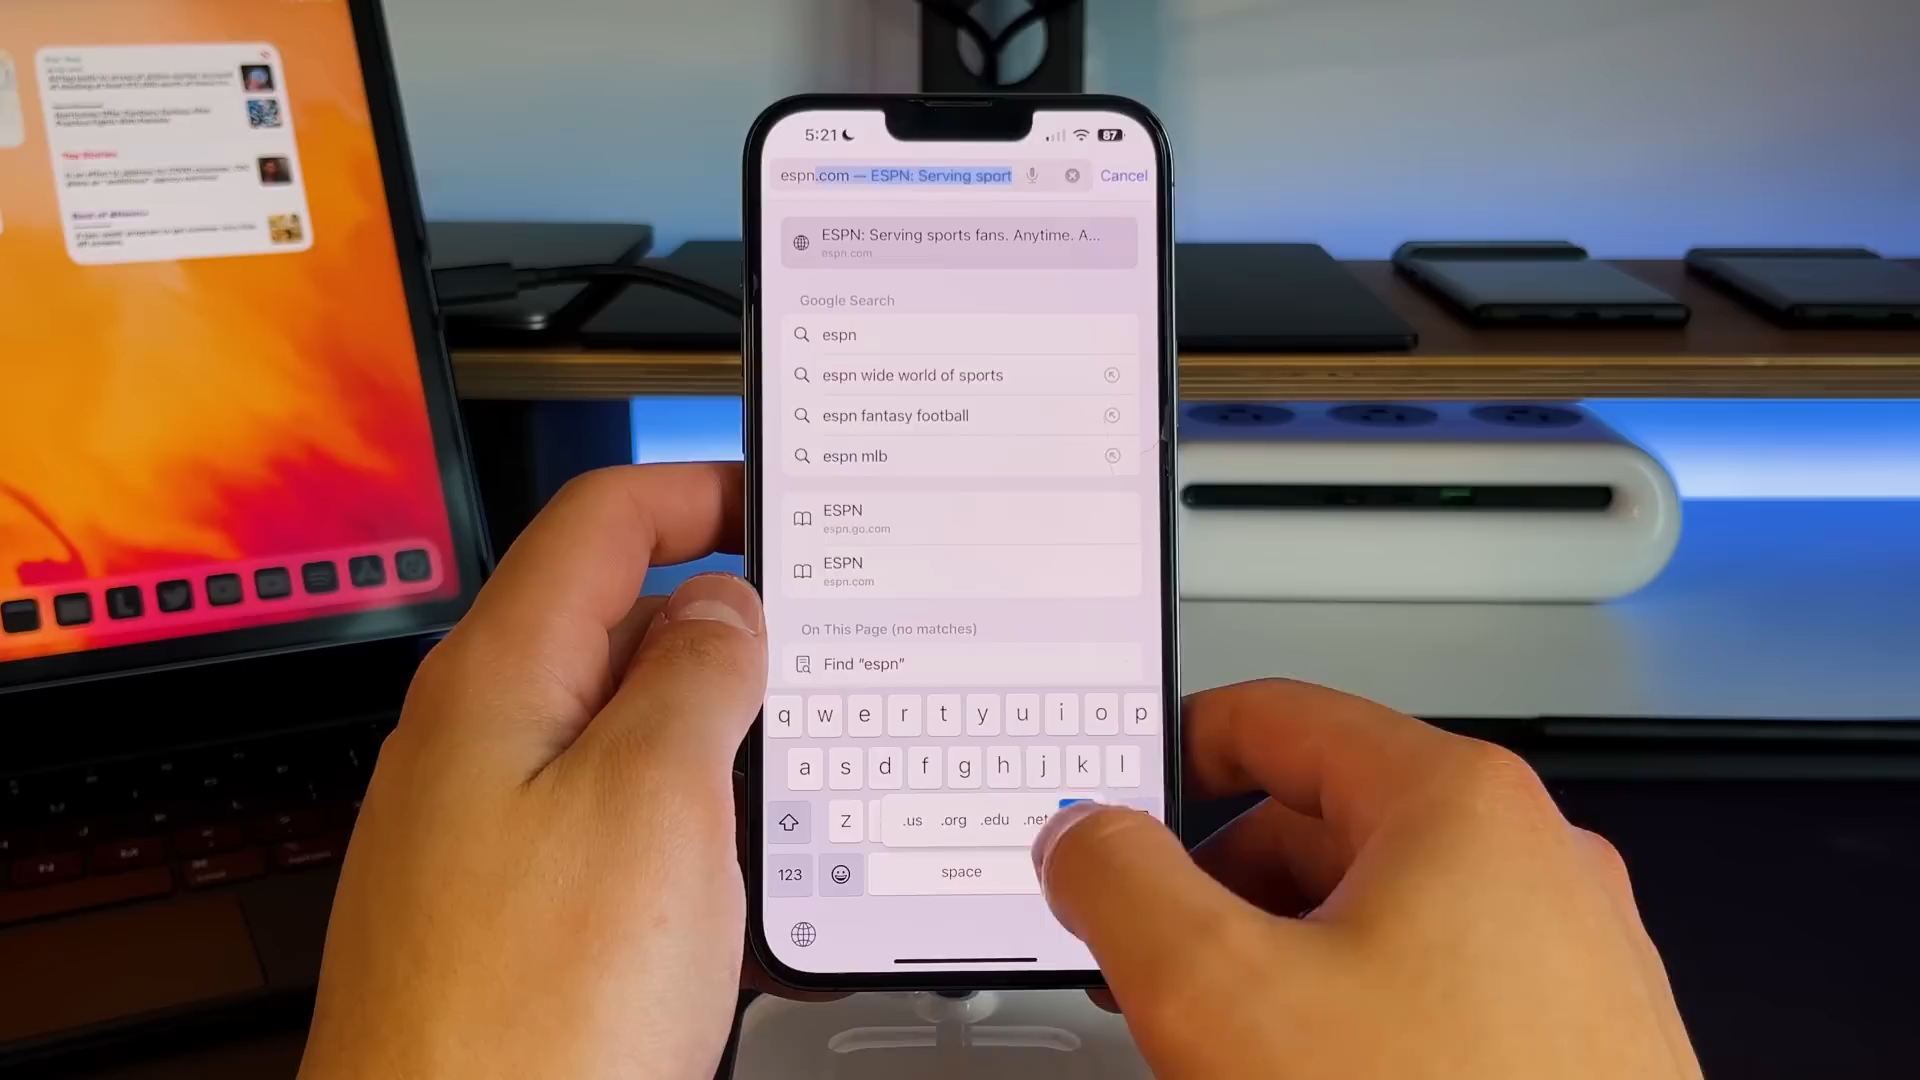 5:21
87
espn.com — ESPN: Serving sport
Cancel
ESPN: Serving sports fans. Anytime. A...
espn.com
Google Search
espn
espn wide world of sports
espn fantasy football
espn mlb
ESPN
espn.go.com
ESPN
espn.com
On This Page (no matches)
Find “espn”
q w e r t y u i o p
a s d f g h j k l
Z .us .org .edu .net
123 space